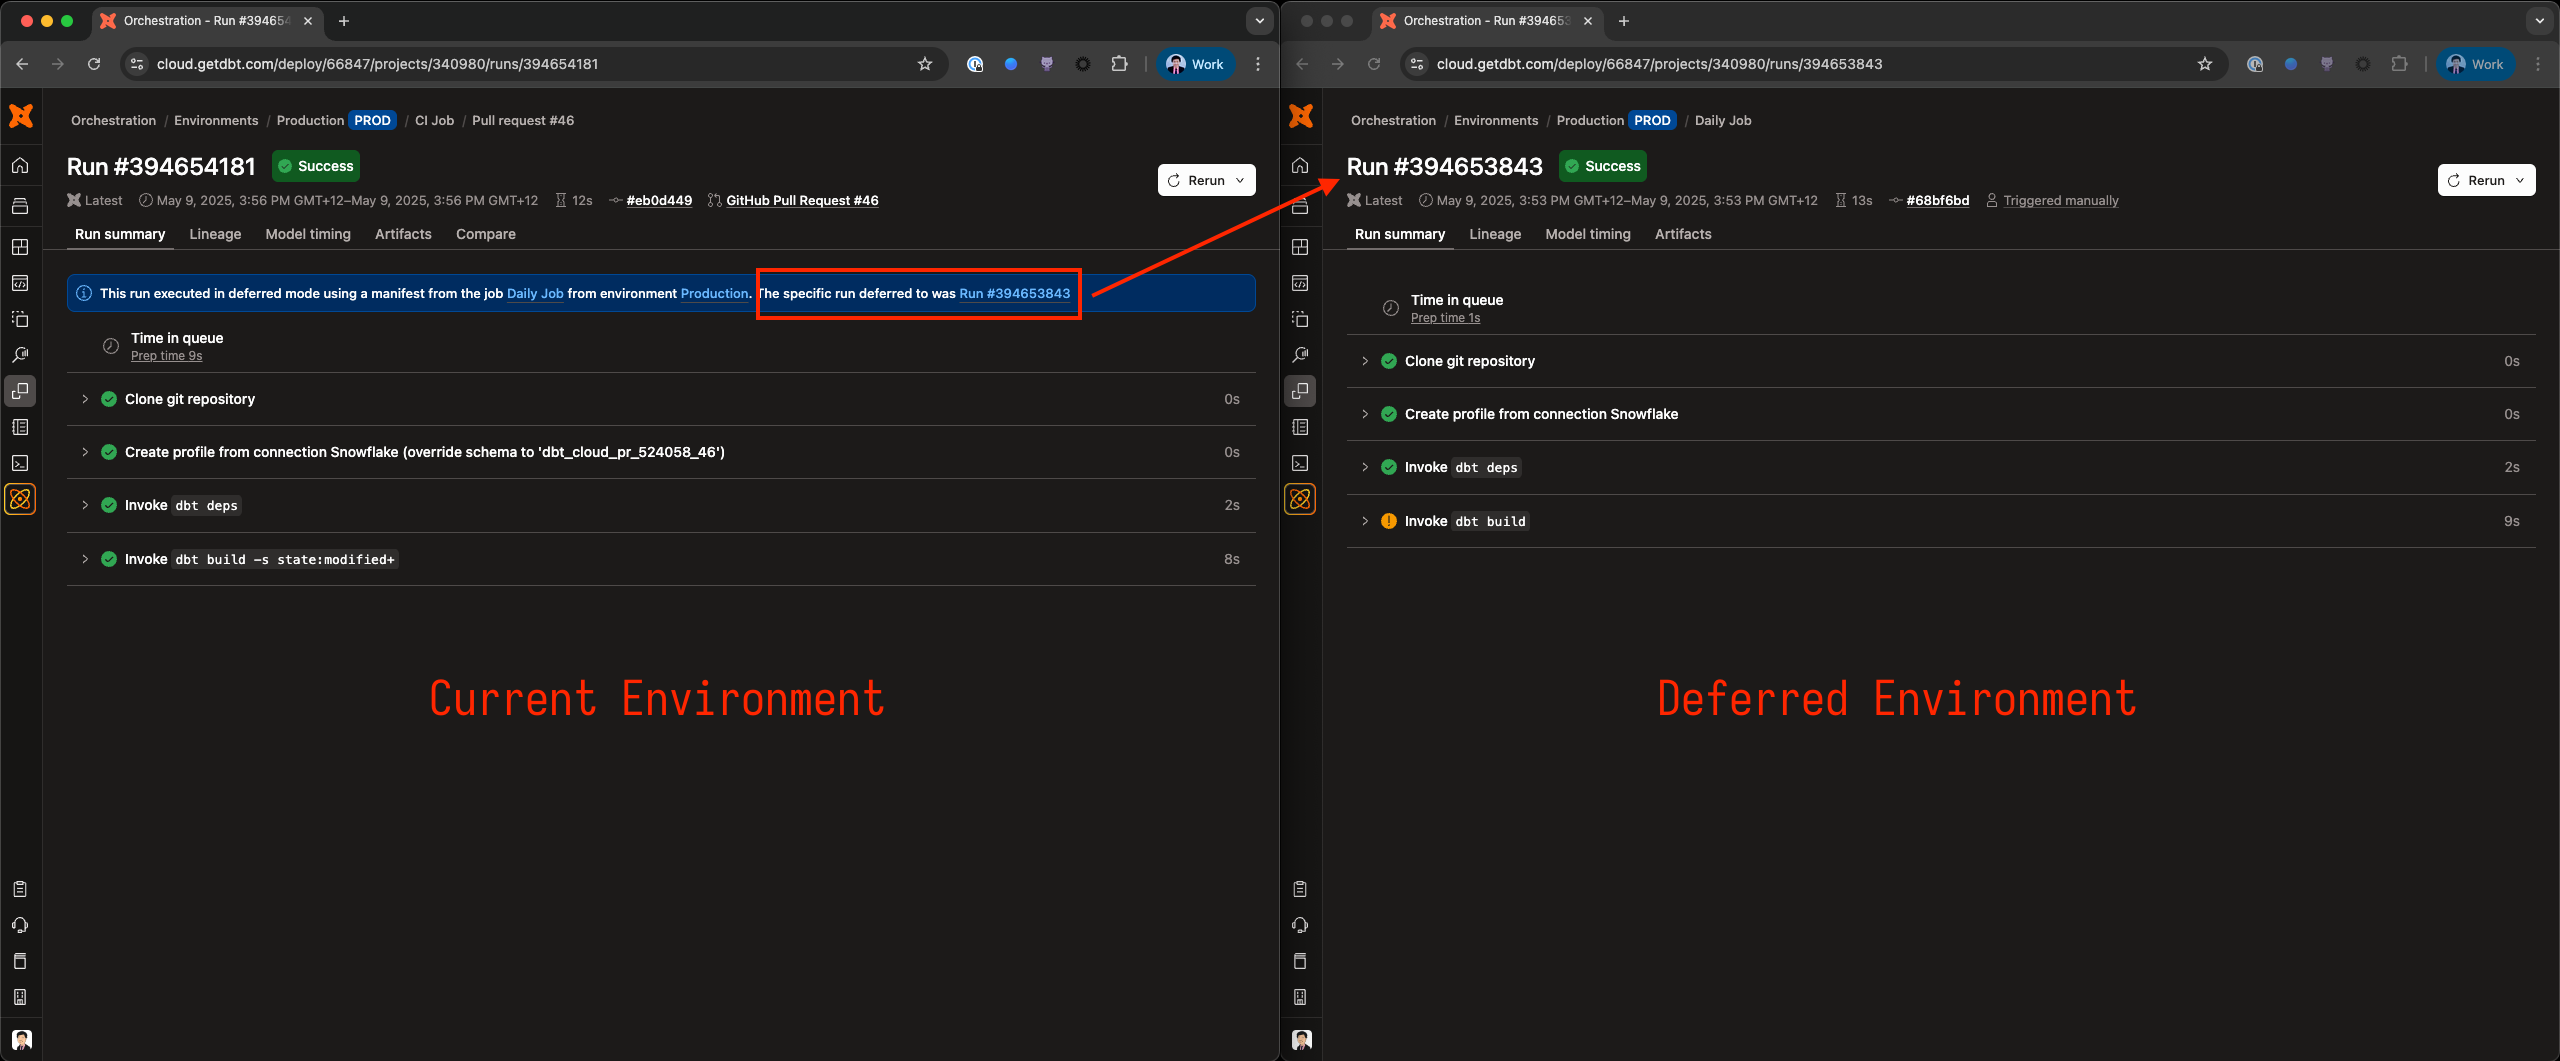 Orchestration - Run #394654
cloud.getdbt.com/deploy/66847/projects/340980/runs/394654181
Work
Orchestration / Environments / Production PROD / CI Job / Pull request #46
Run #394654181 Success
Rerun
Latest May 9, 2025, 3:56 PM GMT+12–May 9, 2025, 3:56 PM GMT+12 12s #eb0d449 GitHub Pull Request #46
Run summary Lineage Model timing Artifacts Compare
This run executed in deferred mode using a manifest from the job Daily Job from environment Production. The specific run deferred to was Run #394653843
Time in queue
Prep time 9s
Clone git repository 0s
Create profile from connection Snowflake (override schema to 'dbt_cloud_pr_524058_46') 0s
Invoke dbt deps 2s
Invoke dbt build -s state:modified+ 8s
Current Environment
Orchestration - Run #394653
cloud.getdbt.com/deploy/66847/projects/340980/runs/394653843
Work
Orchestration / Environments / Production PROD / Daily Job
Run #394653843 Success
Rerun
Latest May 9, 2025, 3:53 PM GMT+12–May 9, 2025, 3:53 PM GMT+12 13s #68bf6bd Triggered manually
Run summary Lineage Model timing Artifacts
Time in queue
Prep time 1s
Clone git repository 0s
Create profile from connection Snowflake 0s
Invoke dbt deps 2s
Invoke dbt build 9s
Deferred Environment